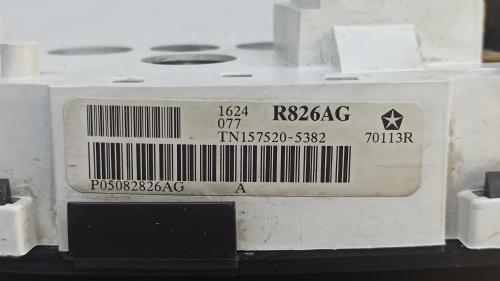 1624 R826AG
077
TN157520-5382 70113R
P05082826AG A